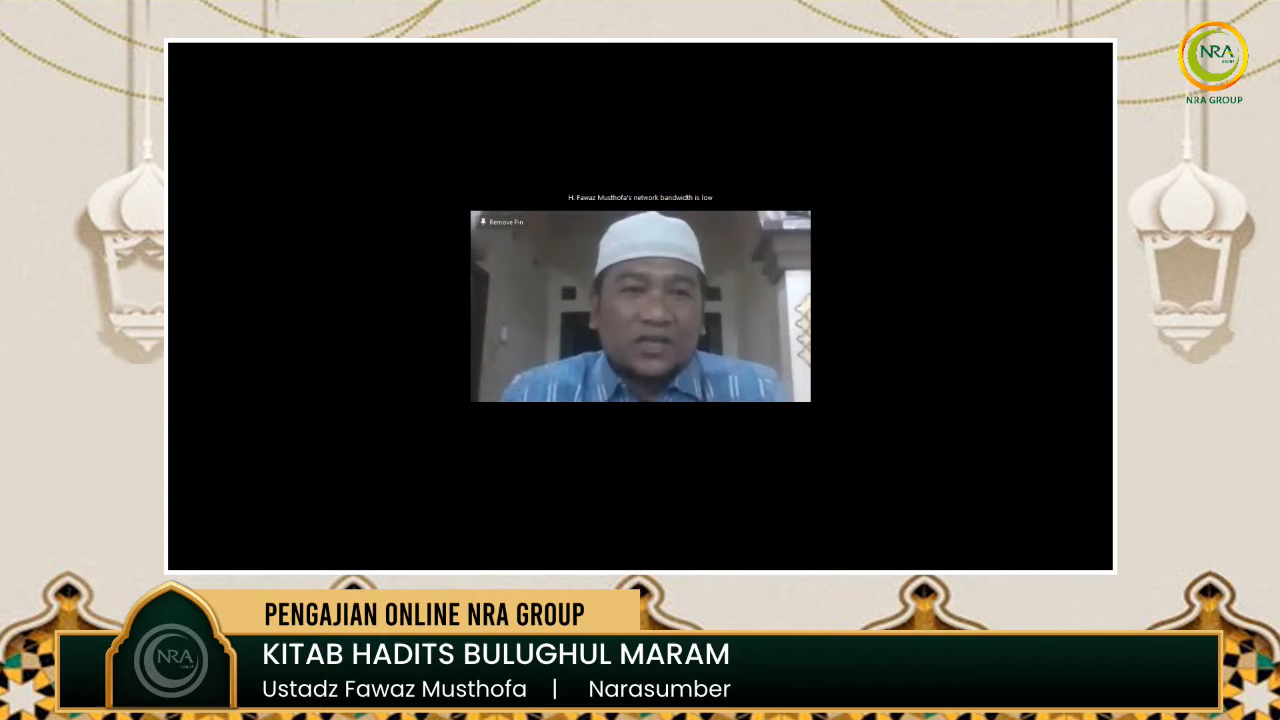 NRA
GROUP
NRA GROUP
H. Fawaz Musthofa's network bandwidth is low
Remove Pin
PENGAJIAN ONLINE NRA GROUP
NRA
KITAB HADITS BULUGHUL MARAM
Ustadz Fawaz Musthofa | Narasumber